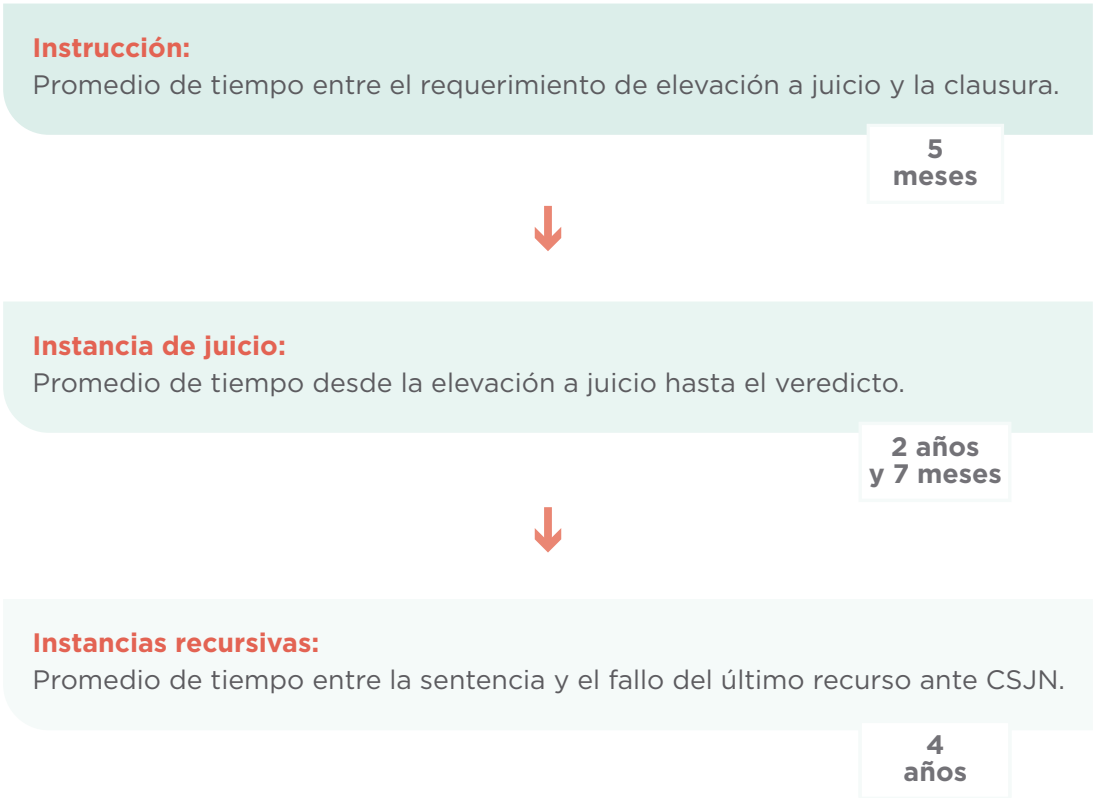 Instrucción:
Promedio de tiempo entre el requerimiento de elevación a juicio y la clausura.
5
meses
Instancia de juicio:
Promedio de tiempo desde la elevación a juicio hasta el veredicto.
2 años
y 7 meses
Instancias recursivas:
Promedio de tiempo entre la sentencia y el fallo del último recurso ante CSJN.
4
años